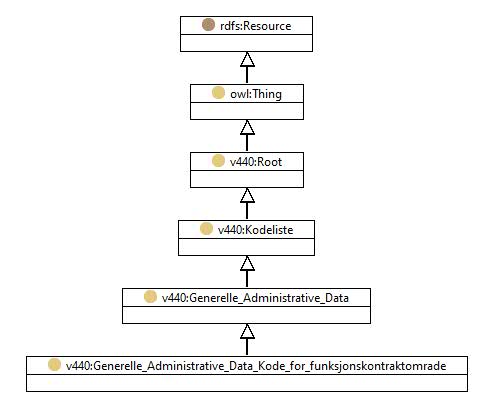 rdfs:Resource
owl:Thing
v440:Root
v440:Kodeliste
v440:Generelle_Administrative_Data
v440:Generelle_Administrative_Data_Kode_for_funksjonskontraktomrade